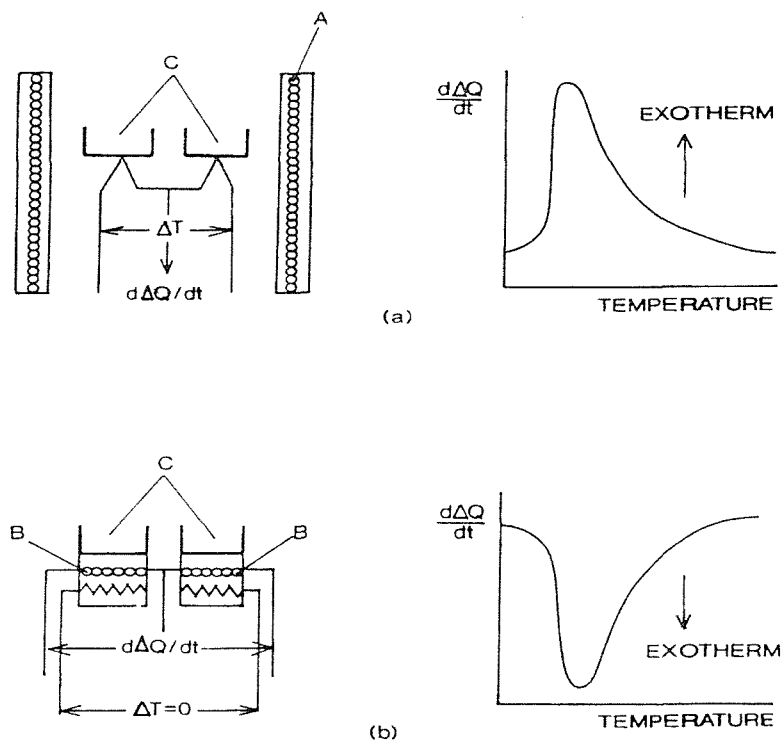 A
C
ΔT
dΔQ/dt
dΔQ
dt
EXOTHERM
TEMPERATURE
(a)
C
B
B
dΔQ/dt
ΔT=0
dΔQ
dt
EXOTHERM
TEMPERATURE
(b)